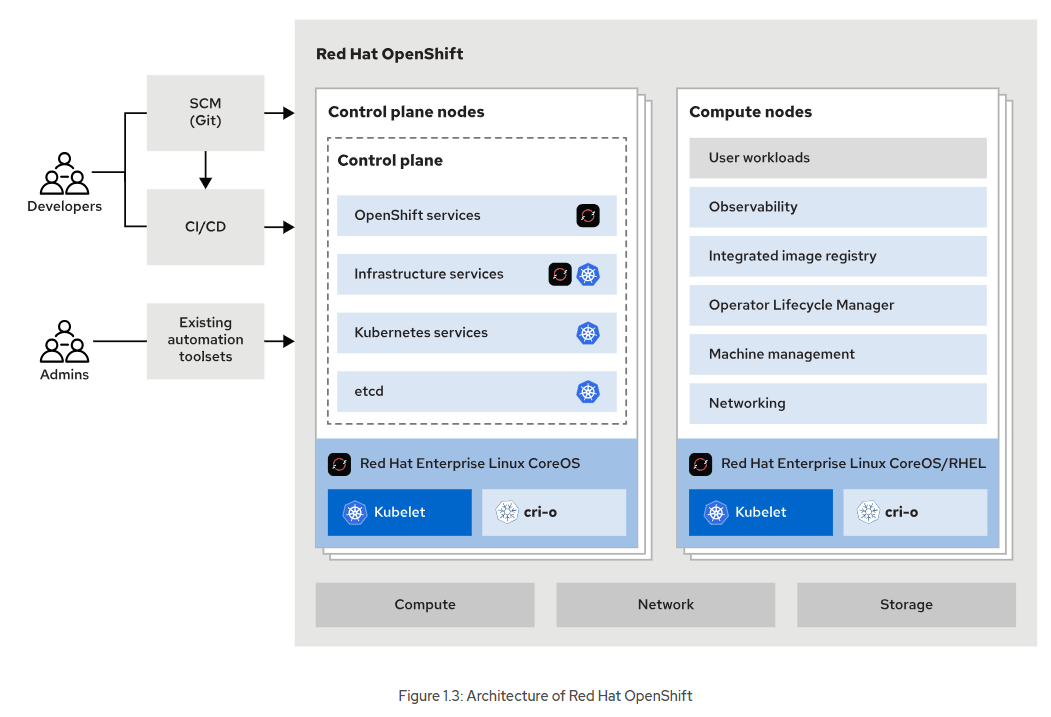 Red Hat OpenShift
SCM
(Git)
Developers
CI/CD
Existing
automation
toolsets
Admins
Control plane nodes
Control plane
OpenShift services
Infrastructure services
Kubernetes services
etcd
Red Hat Enterprise Linux CoreOS
Kubelet
cri-o
Compute nodes
User workloads
Observability
Integrated image registry
Operator Lifecycle Manager
Machine management
Networking
Red Hat Enterprise Linux CoreOS/RHEL
Kubelet
cri-o
Compute
Network
Storage
Figure 1.3: Architecture of Red Hat OpenShift